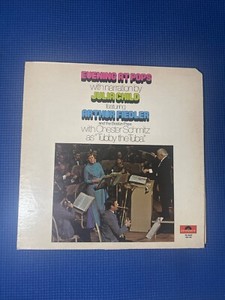 EVENING AT POPS
with narration by
JULIA CHILD
featuring
ARTHUR FIEDLER
and the Boston Pops
with Chester Schmitz
as "Tubby the Tuba"